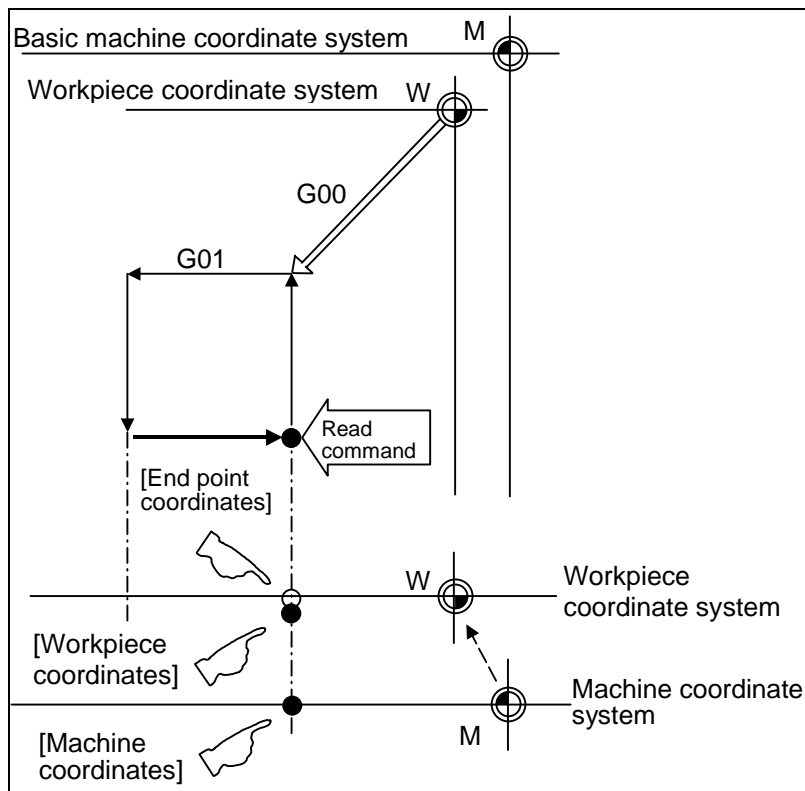 M
Basic machine coordinate system
Workpiece coordinate system
W
G00
G01
Read
command
[End point
coordinates]
W
Workpiece
coordinate system
[Workpiece
coordinates]
Machine coordinate
system
M
[Machine
coordinates]